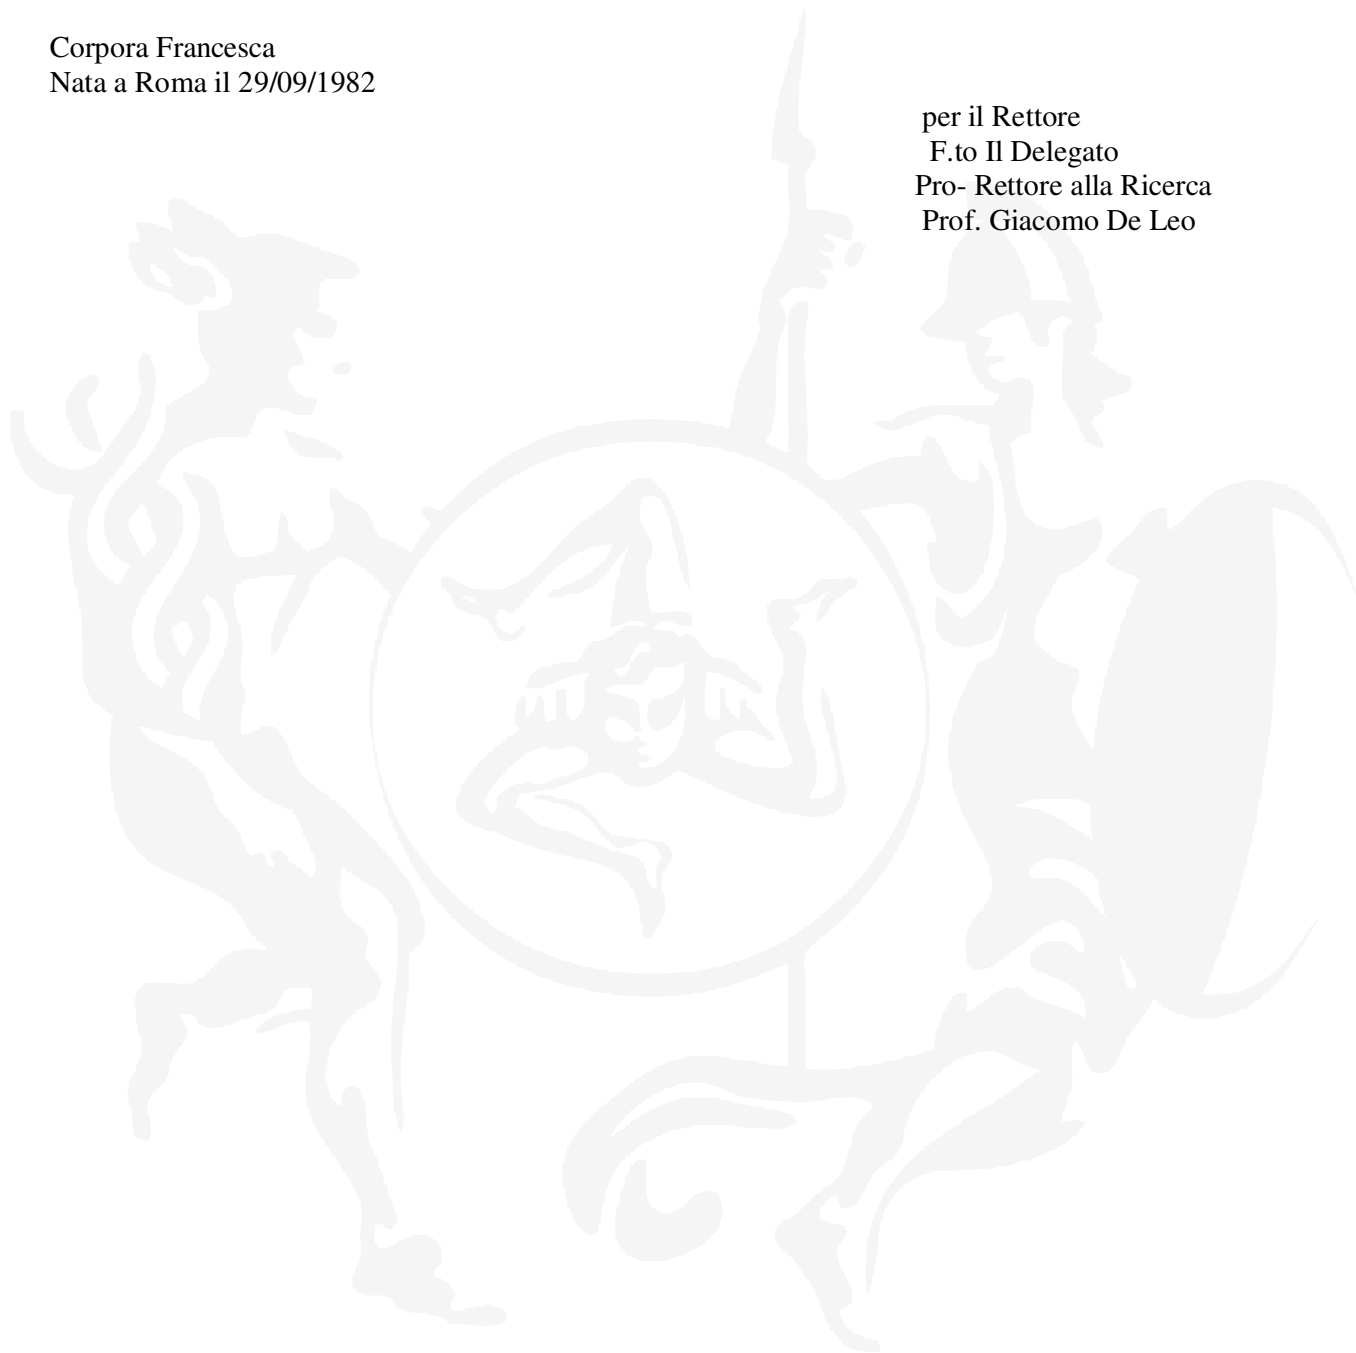 Corpora Francesca
Nata a Roma il 29/09/1982
per il Rettore
F.to Il Delegato
Pro- Rettore alla Ricerca
Prof. Giacomo De Leo